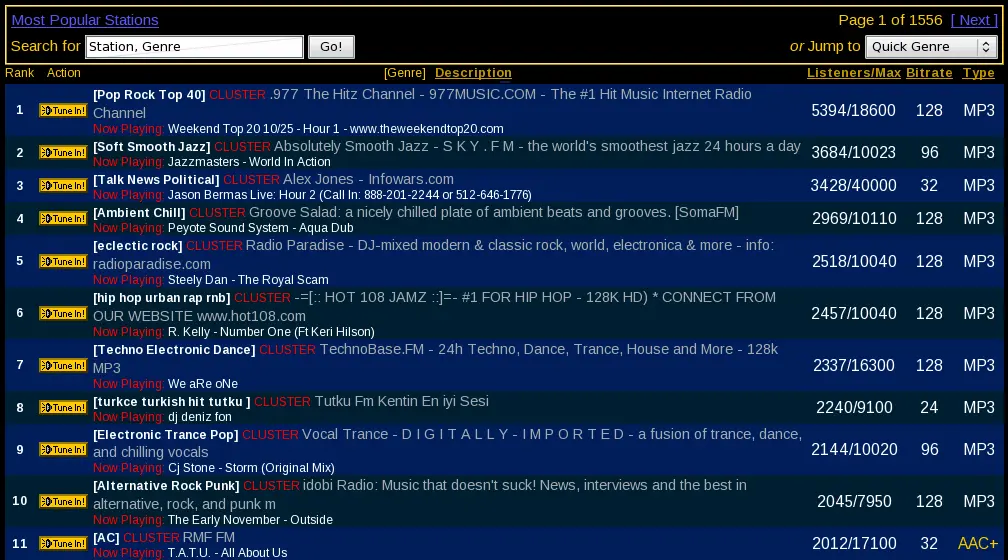 Most Popular Stations Page 1 of 1556 [ Next ]
Search for Station, Genre Go! or Jump to Quick Genre
Rank Action [Genre] Description Listeners/Max Bitrate Type
1 Tune In! [Pop Rock Top 40] CLUSTER .977 The Hitz Channel - 977MUSIC.COM - The #1 Hit Music Internet Radio
Channel 5394/18600 128 MP3
Now Playing: Weekend Top 20 10/25 - Hour 1 - www.theweekendtop20.com
2 Tune In! [Soft Smooth Jazz] CLUSTER Absolutely Smooth Jazz - S K Y . F M - the world's smoothest jazz 24 hours a day 3684/10023 96 MP3
Now Playing: Jazzmasters - World In Action
3 Tune In! [Talk News Political] CLUSTER Alex Jones - Infowars.com 3428/40000 32 MP3
Now Playing: Jason Bermas Live: Hour 2 (Call In: 888-201-2244 or 512-646-1776)
4 Tune In! [Ambient Chill] CLUSTER Groove Salad: a nicely chilled plate of ambient beats and grooves. [SomaFM] 2969/10110 128 MP3
Now Playing: Peyote Sound System - Aqua Dub
5 Tune In! [eclectic rock] CLUSTER Radio Paradise - DJ-mixed modern & classic rock, world, electronica & more - info:
radioparadise.com 2518/10040 128 MP3
Now Playing: Steely Dan - The Royal Scam
6 Tune In! [hip hop urban rap rnb] CLUSTER -=[:: HOT 108 JAMZ ::]=- #1 FOR HIP HOP - 128K HD) * CONNECT FROM
OUR WEBSITE www.hot108.com 2457/10040 128 MP3
Now Playing: R. Kelly - Number One (Ft Keri Hilson)
7 Tune In! [Techno Electronic Dance] CLUSTER TechnoBase.FM - 24h Techno, Dance, Trance, House and More - 128k
MP3 2337/16300 128 MP3
Now Playing: We aRe oNe
8 Tune In! [turkce turkish hit tutku ] CLUSTER Tutku Fm Kentin En iyi Sesi 2240/9100 24 MP3
Now Playing: dj deniz fon
9 Tune In! [Electronic Trance Pop] CLUSTER Vocal Trance - D I G I T A L L Y - I M P O R T E D - a fusion of trance, dance,
and chilling vocals 2144/10020 96 MP3
Now Playing: Cj Stone - Storm (Original Mix)
10 Tune In! [Alternative Rock Punk] CLUSTER idobi Radio: Music that doesn't suck! News, interviews and the best in
alternative, rock, and punk m 2045/7950 128 MP3
Now Playing: The Early November - Outside
11 Tune In! [AC] CLUSTER RMF FM 2012/17100 32 AAC+
Now Playing: T.A.T.U. - All About Us